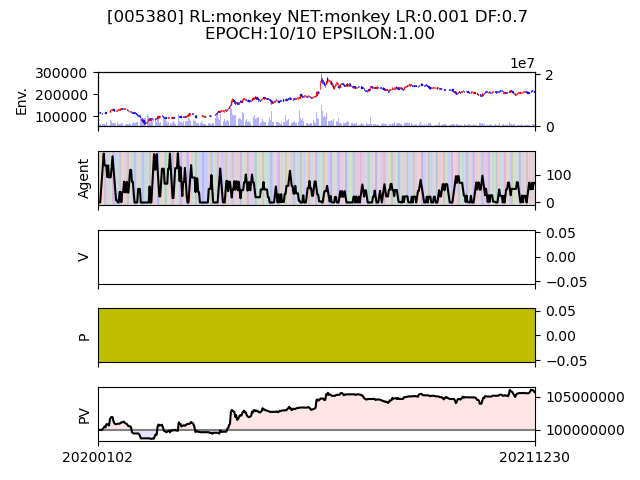 [005380] RL:monkey NET:monkey LR:0.001 DF:0.7
EPOCH:10/10 EPSILON:1.00
1e7
Env.
300000
200000
100000
2
0
Agent
100
0
V
0.05
0.00
−0.05
P
0.05
0.00
−0.05
PV
105000000
100000000
20200102
20211230